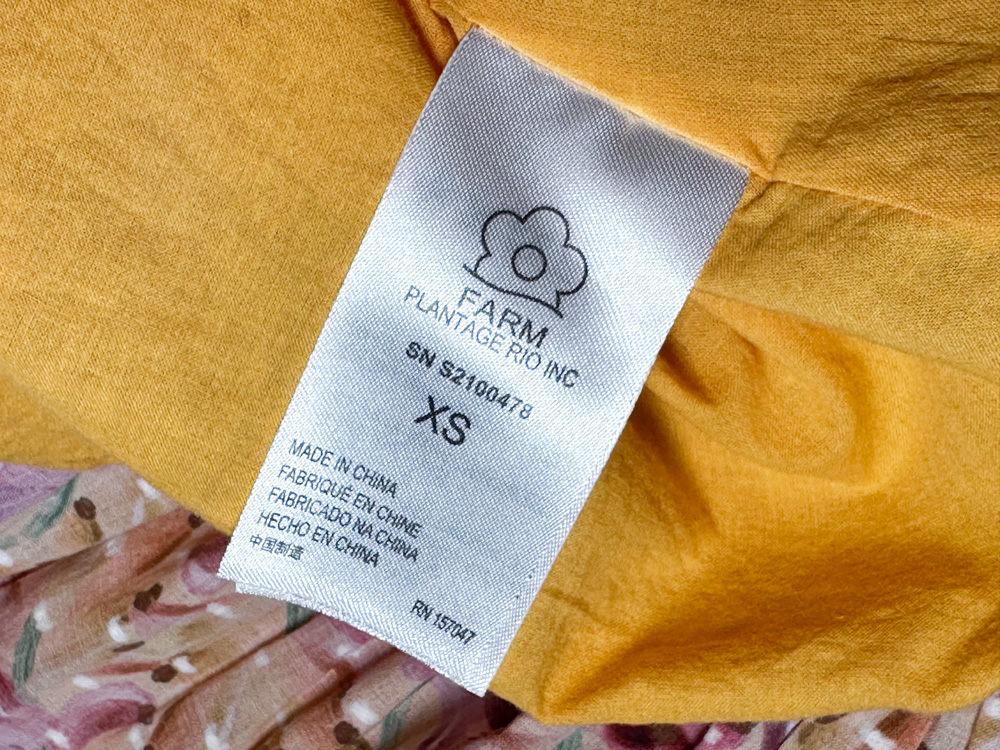 FARM
PLANTAGE RIO INC
SN S2100478
XS
MADE IN CHINA
FABRIQUÉ EN CHINE
FABRICADO NA CHINA
HECHO EN CHINA
中国制造
RN 157047